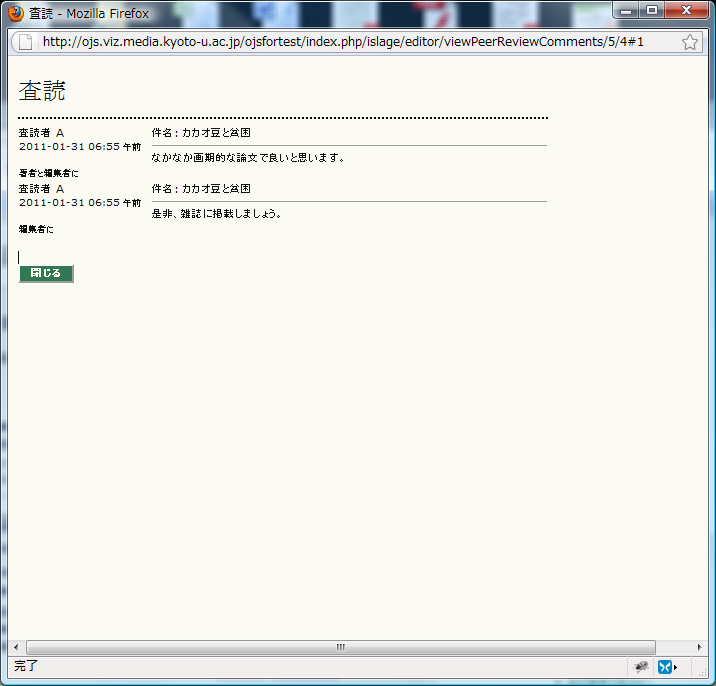 査読 - Mozilla Firefox
http://ojs.viz.media.kyoto-u.ac.jp/ojsfortest/index.php/islage/editor/viewPeerReviewComments/5/4#1
査読
査読者 A
件名 : カカオ豆と貧困
2011-01-31 06:55 午前
なかなか画期的な論文で良いと思います。
著者と編集者に
査読者 A
件名 : カカオ豆と貧困
2011-01-31 06:55 午前
是非、雑誌に掲載しましょう。
編集者に
閉じる
完了